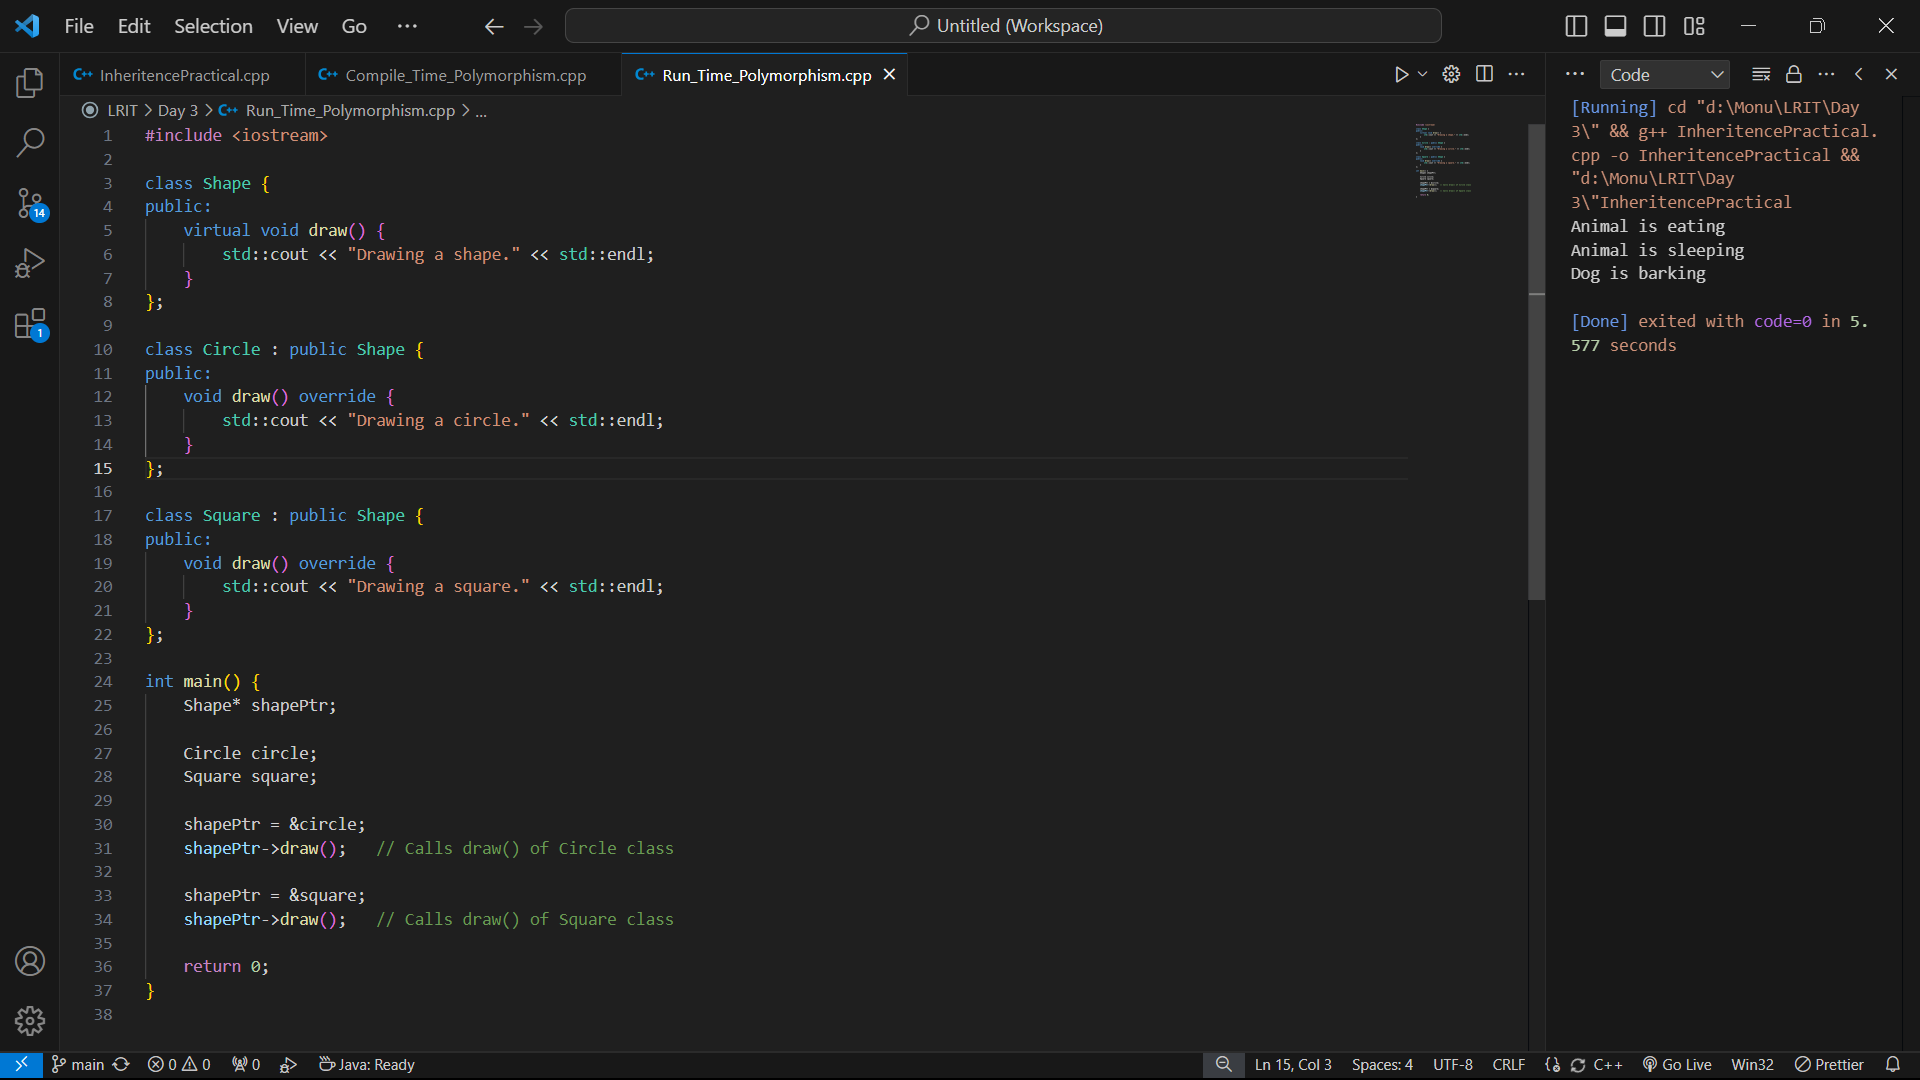 File Edit Selection View Go ··· Untitled (Workspace)
InheritencePractical.cpp Compile_Time_Polymorphism.cpp Run_Time_Polymorphism.cpp
LRIT > Day 3 > Run_Time_Polymorphism.cpp > ...
1 #include <iostream>
2
3 class Shape {
4 public:
5 virtual void draw() {
6 std::cout << "Drawing a shape." << std::endl;
7 }
8 };
9
10 class Circle : public Shape {
11 public:
12 void draw() override {
13 std::cout << "Drawing a circle." << std::endl;
14 }
15 };
16
17 class Square : public Shape {
18 public:
19 void draw() override {
20 std::cout << "Drawing a square." << std::endl;
21 }
22 };
23
24 int main() {
25 Shape* shapePtr;
26
27 Circle circle;
28 Square square;
29
30 shapePtr = &circle;
31 shapePtr->draw(); // Calls draw() of Circle class
32
33 shapePtr = &square;
34 shapePtr->draw(); // Calls draw() of Square class
35
36 return 0;
37 }
38
Code
[Running] cd "d:\Monu\LRIT\Day
3\" && g++ InheritencePractical.
cpp -o InheritencePractical &&
"d:\Monu\LRIT\Day
3\"InheritencePractical
Animal is eating
Animal is sleeping
Dog is barking
[Done] exited with code=0 in 5.
577 seconds
14
1
main 0 0 0 Java: Ready Ln 15, Col 3 Spaces: 4 UTF-8 CRLF C++ Go Live Win32 Prettier